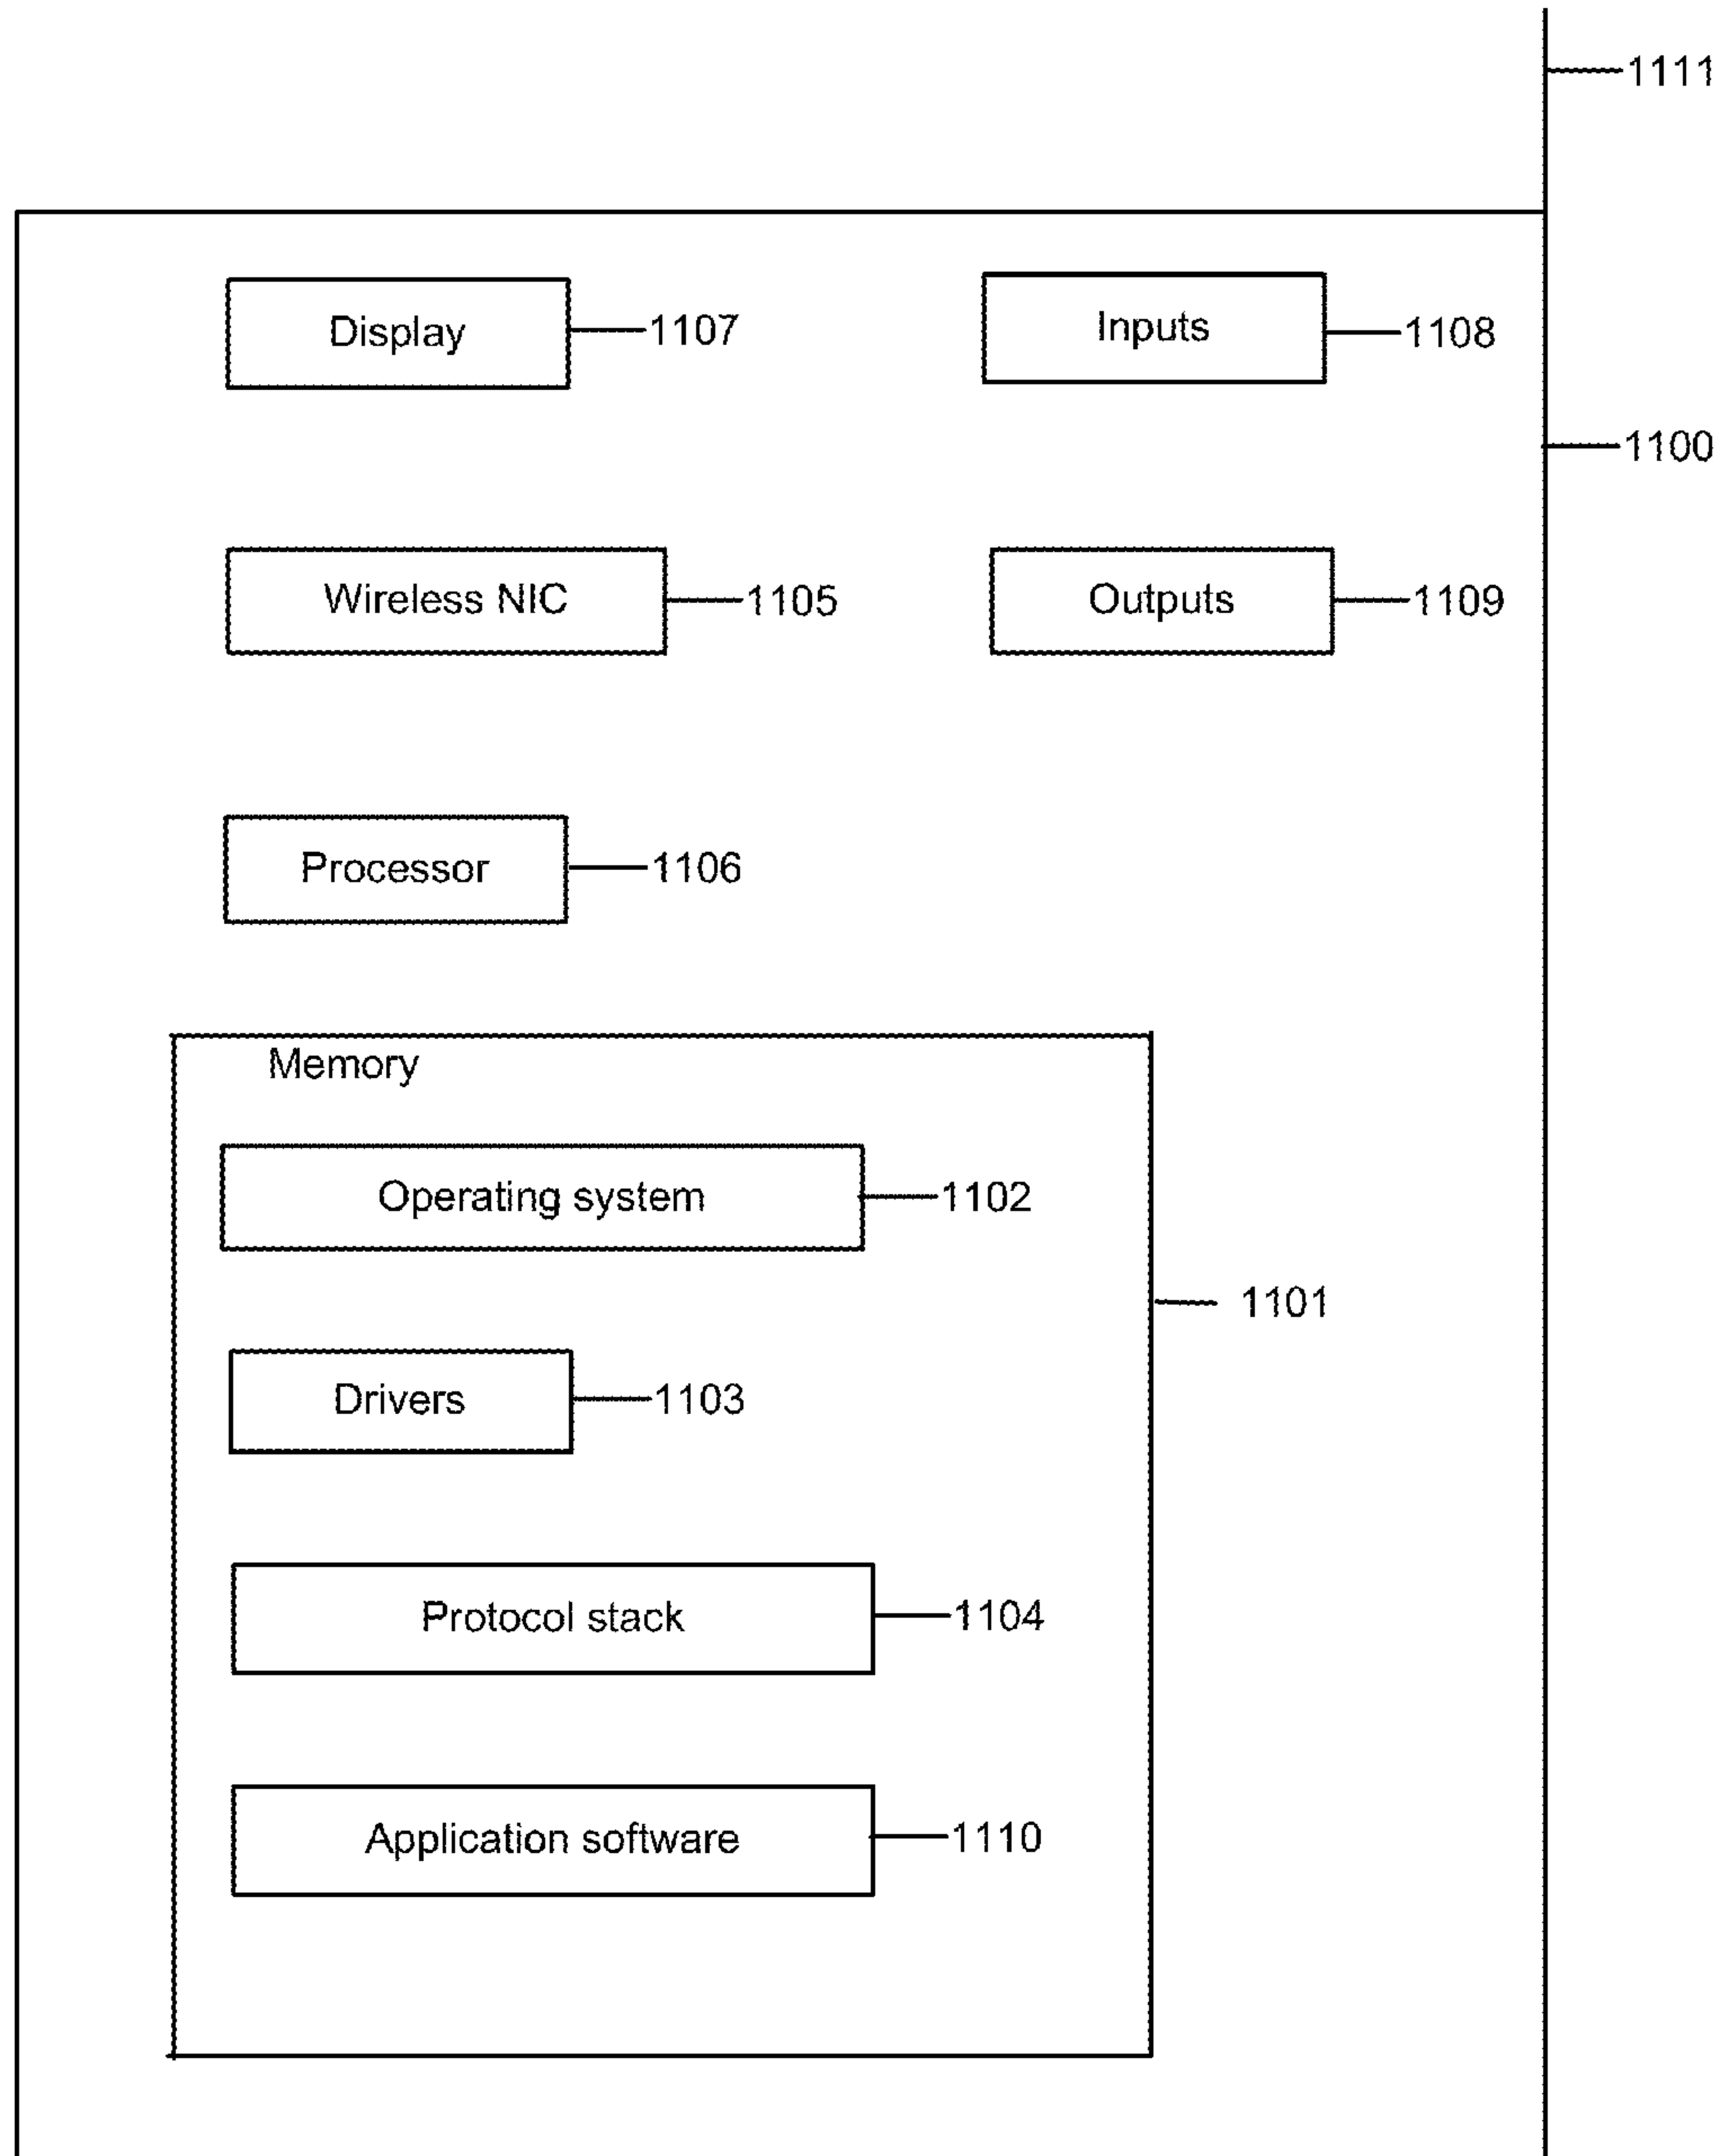 1111
Display 1107
Inputs 1108
1100
Wireless NIC 1105
Outputs 1109
Processor 1106
Memory
Operating system 1102
1101
Drivers 1103
Protocol stack 1104
Application software 1110